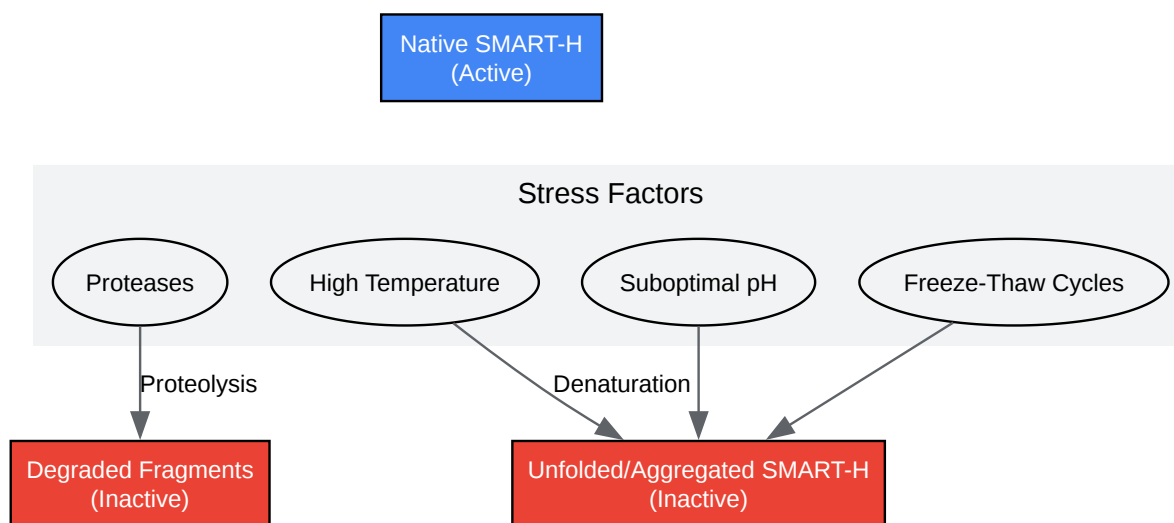 Native SMART-H
(Active)
Stress Factors
Proteases
High Temperature
Suboptimal pH
Freeze-Thaw Cycles
Proteolysis
Denaturation
Degraded Fragments
(Inactive)
Unfolded/Aggregated SMART-H
(Inactive)